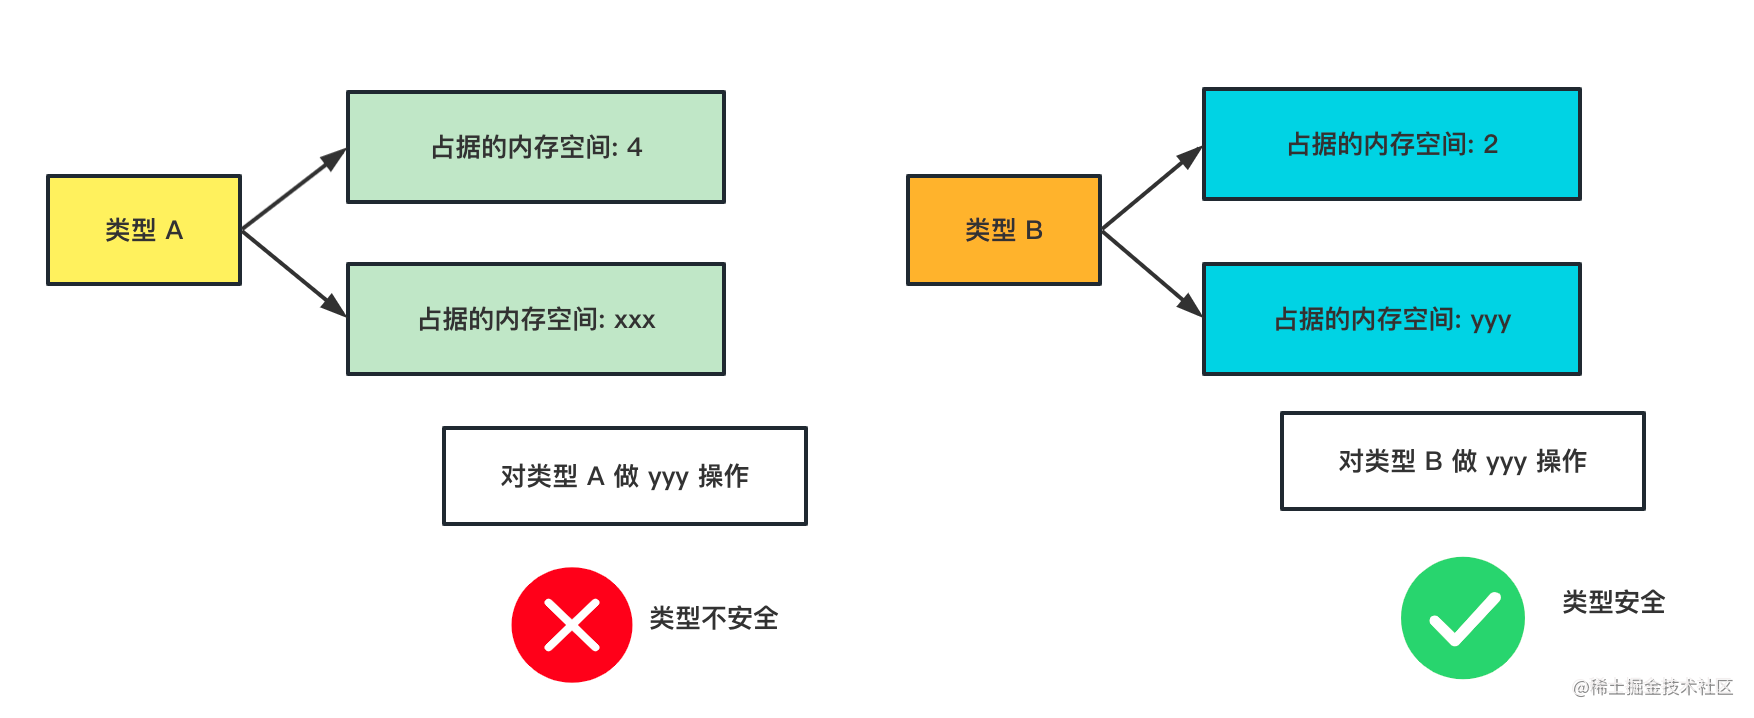 占据的内存空间: 4
类型 A
占据的内存空间: xxx
对类型 A 做 yyy 操作
类型不安全
占据的内存空间: 2
类型 B
占据的内存空间: yyy
对类型 B 做 yyy 操作
类型安全
@稀土掘金技术社区